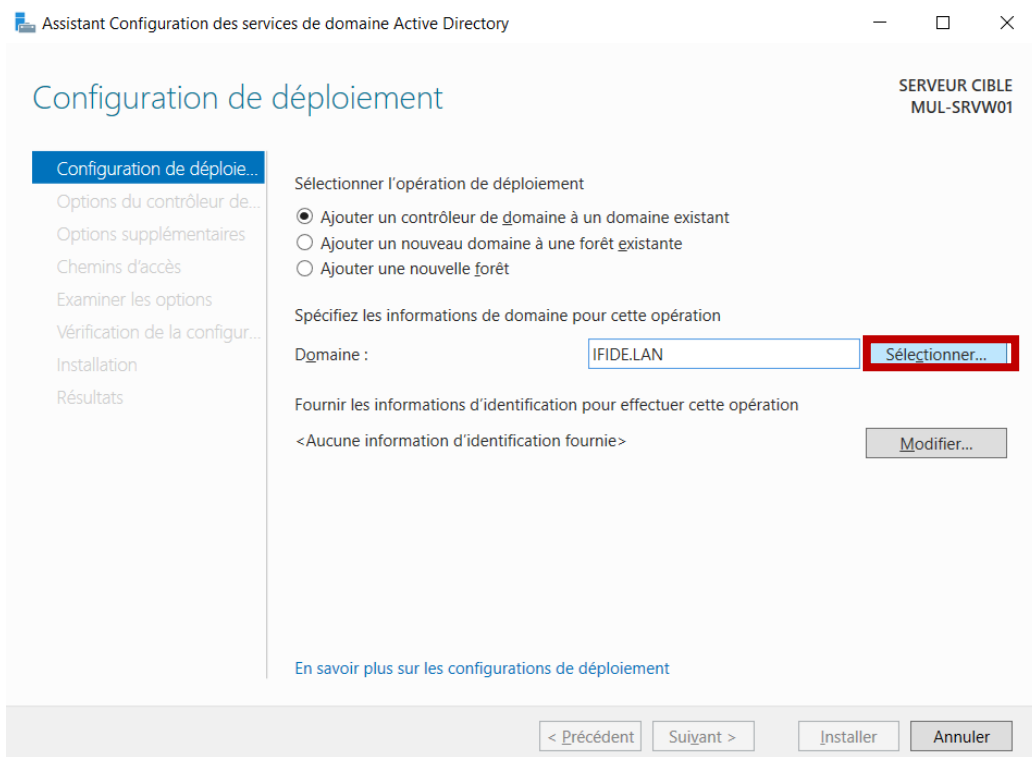 Assistant Configuration des services de domaine Active Directory
Configuration de déploiement
SERVEUR CIBLE
MUL-SRVW01
Configuration de déploie...
Options du contrôleur de...
Options supplémentaires
Chemins d'accès
Examiner les options
Vérification de la configur...
Installation
Résultats
Sélectionner l'opération de déploiement
Ajouter un contrôleur de domaine à un domaine existant
Ajouter un nouveau domaine à une forêt existante
Ajouter une nouvelle forêt
Spécifiez les informations de domaine pour cette opération
Domaine : IFIDE.LAN Sélectionner...
Fournir les informations d'identification pour effectuer cette opération
<Aucune information d'identification fournie> Modifier...
En savoir plus sur les configurations de déploiement
< Précédent Suivant > Installer Annuler